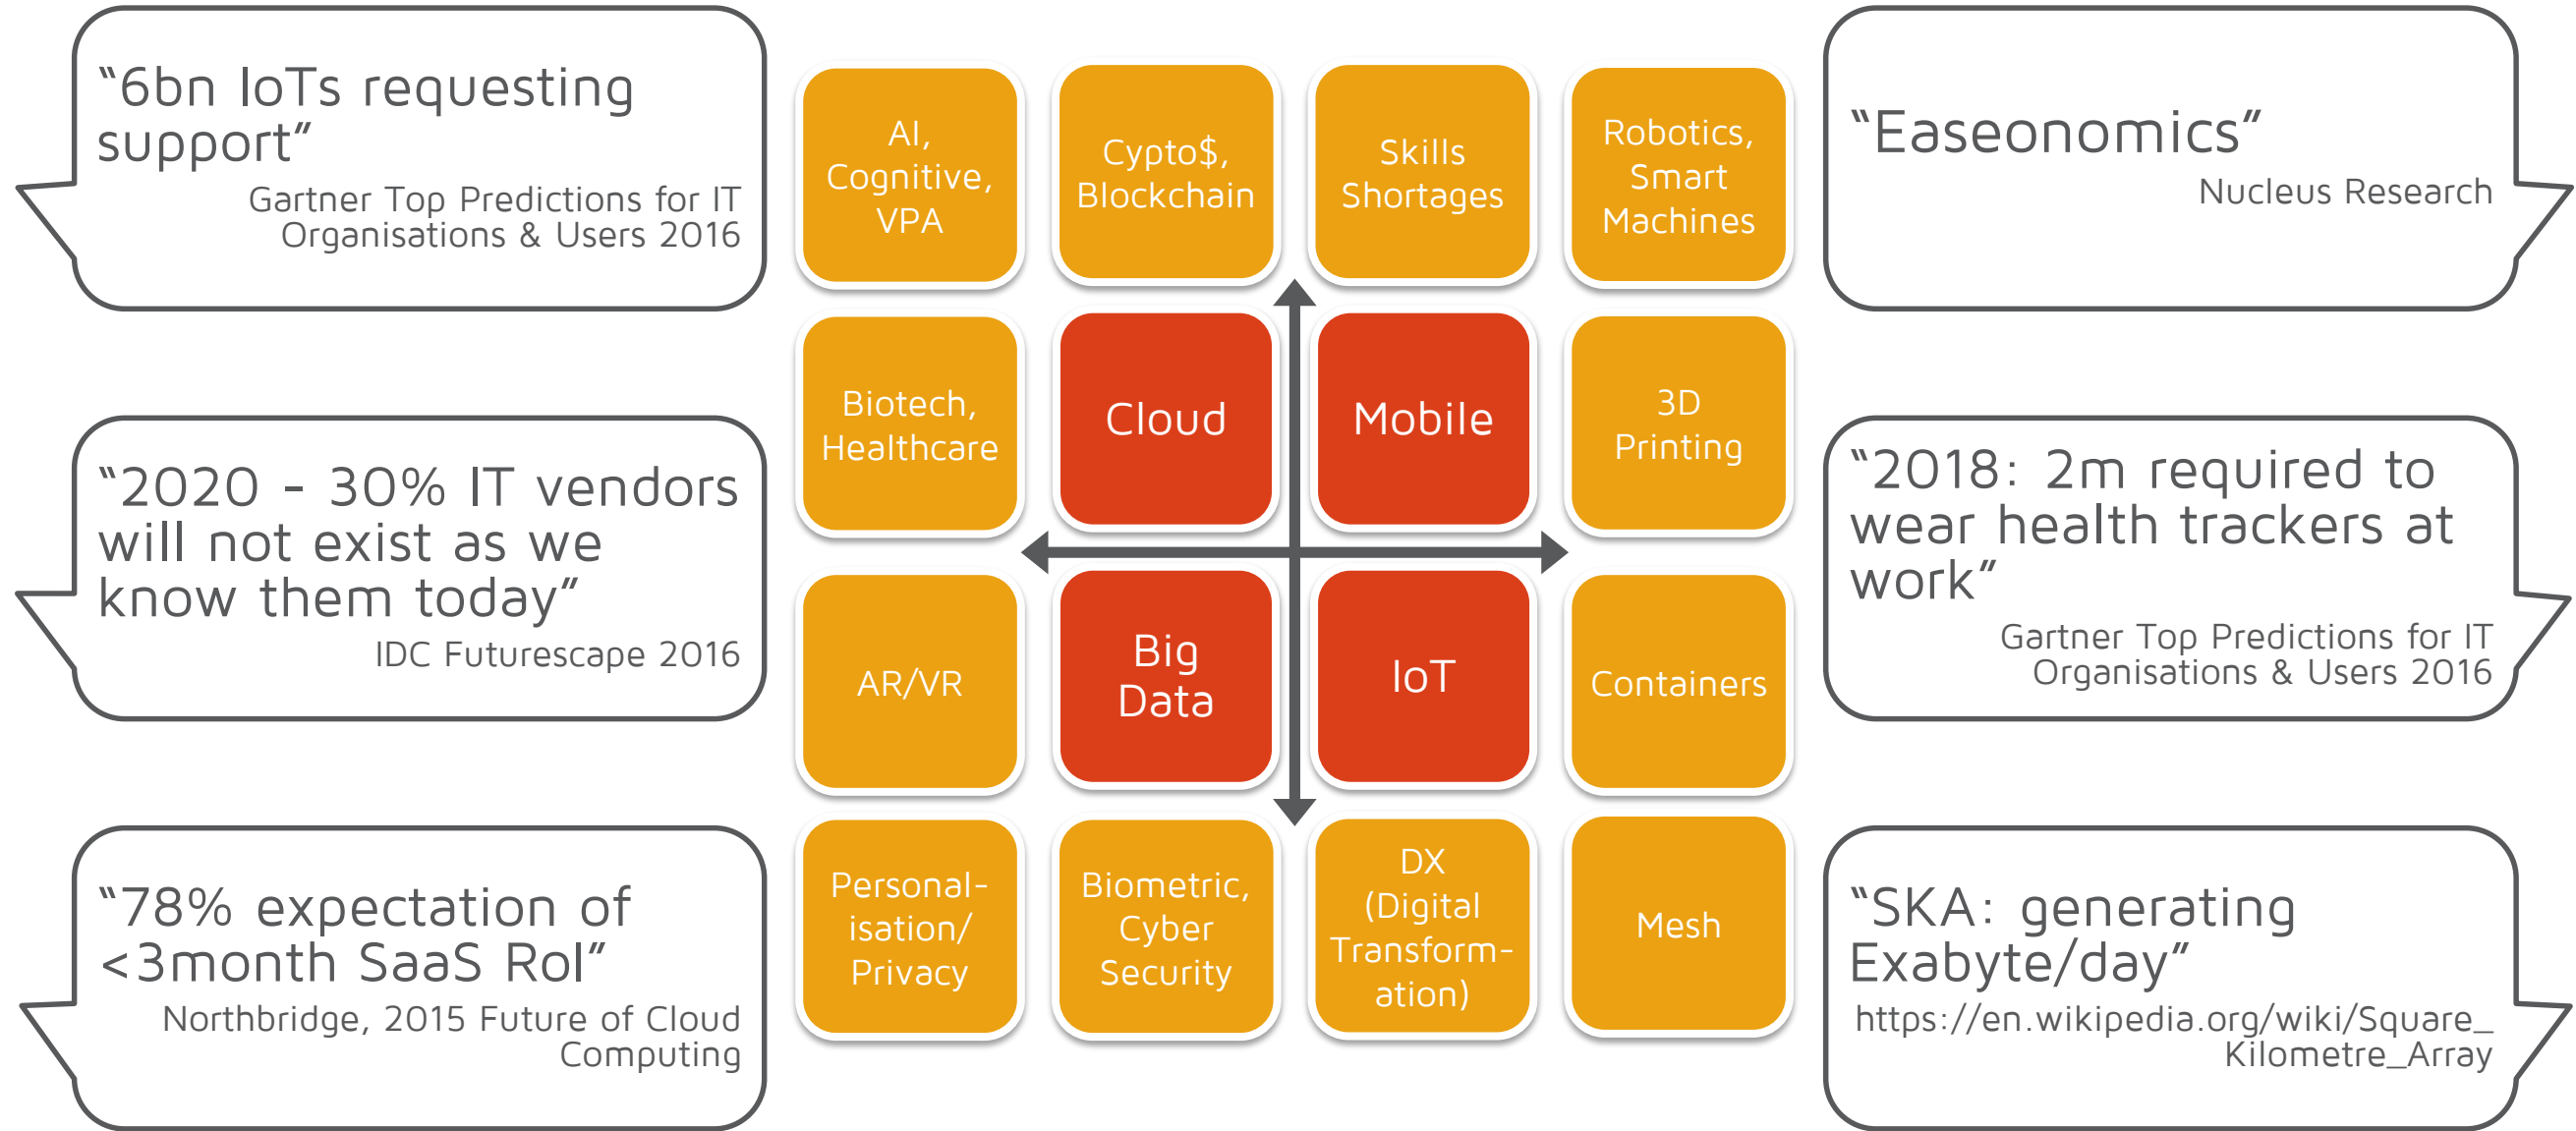 “6bn IoTs requesting
support”
Gartner Top Predictions for IT
Organisations & Users 2016
“2020 - 30% IT vendors
will not exist as we
know them today”
IDC Futurescape 2016
“78% expectation of
<3month SaaS RoI”
Northbridge, 2015 Future of Cloud
Computing
AI,
Cognitive,
VPA
Cypto$,
Blockchain
Skills
Shortages
Robotics,
Smart
Machines
Biotech,
Healthcare
Cloud
Mobile
3D
Printing
AR/VR
Big
Data
IoT
Containers
Personal-
isation/
Privacy
Biometric,
Cyber
Security
DX
(Digital
Transform-
ation)
Mesh
“Easeonomics”
Nucleus Research
“2018: 2m required to
wear health trackers at
work”
Gartner Top Predictions for IT
Organisations & Users 2016
“SKA: generating
Exabyte/day”
https://en.wikipedia.org/wiki/Square_
Kilometre_Array